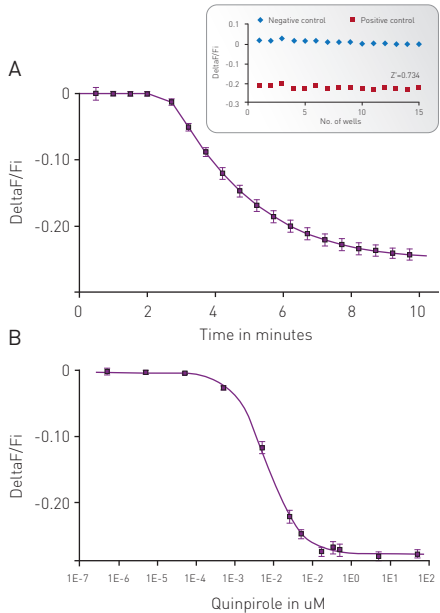 Negative control
Positive control
0.1
0
-0.1
-0.2
-0.3
DeltaF/Fi
Z'=0.734
0
5
10
15
No. of wells
A
0
-0.10
-0.20
DeltaF/Fi
0
2
4
6
8
10
Time in minutes
B
0
-0.10
-0.20
DeltaF/Fi
1E-7
1E-6
1E-5
1E-4
1E-3
1E-2
1E-1
1E0
1E1
1E2
Quinpirole in uM